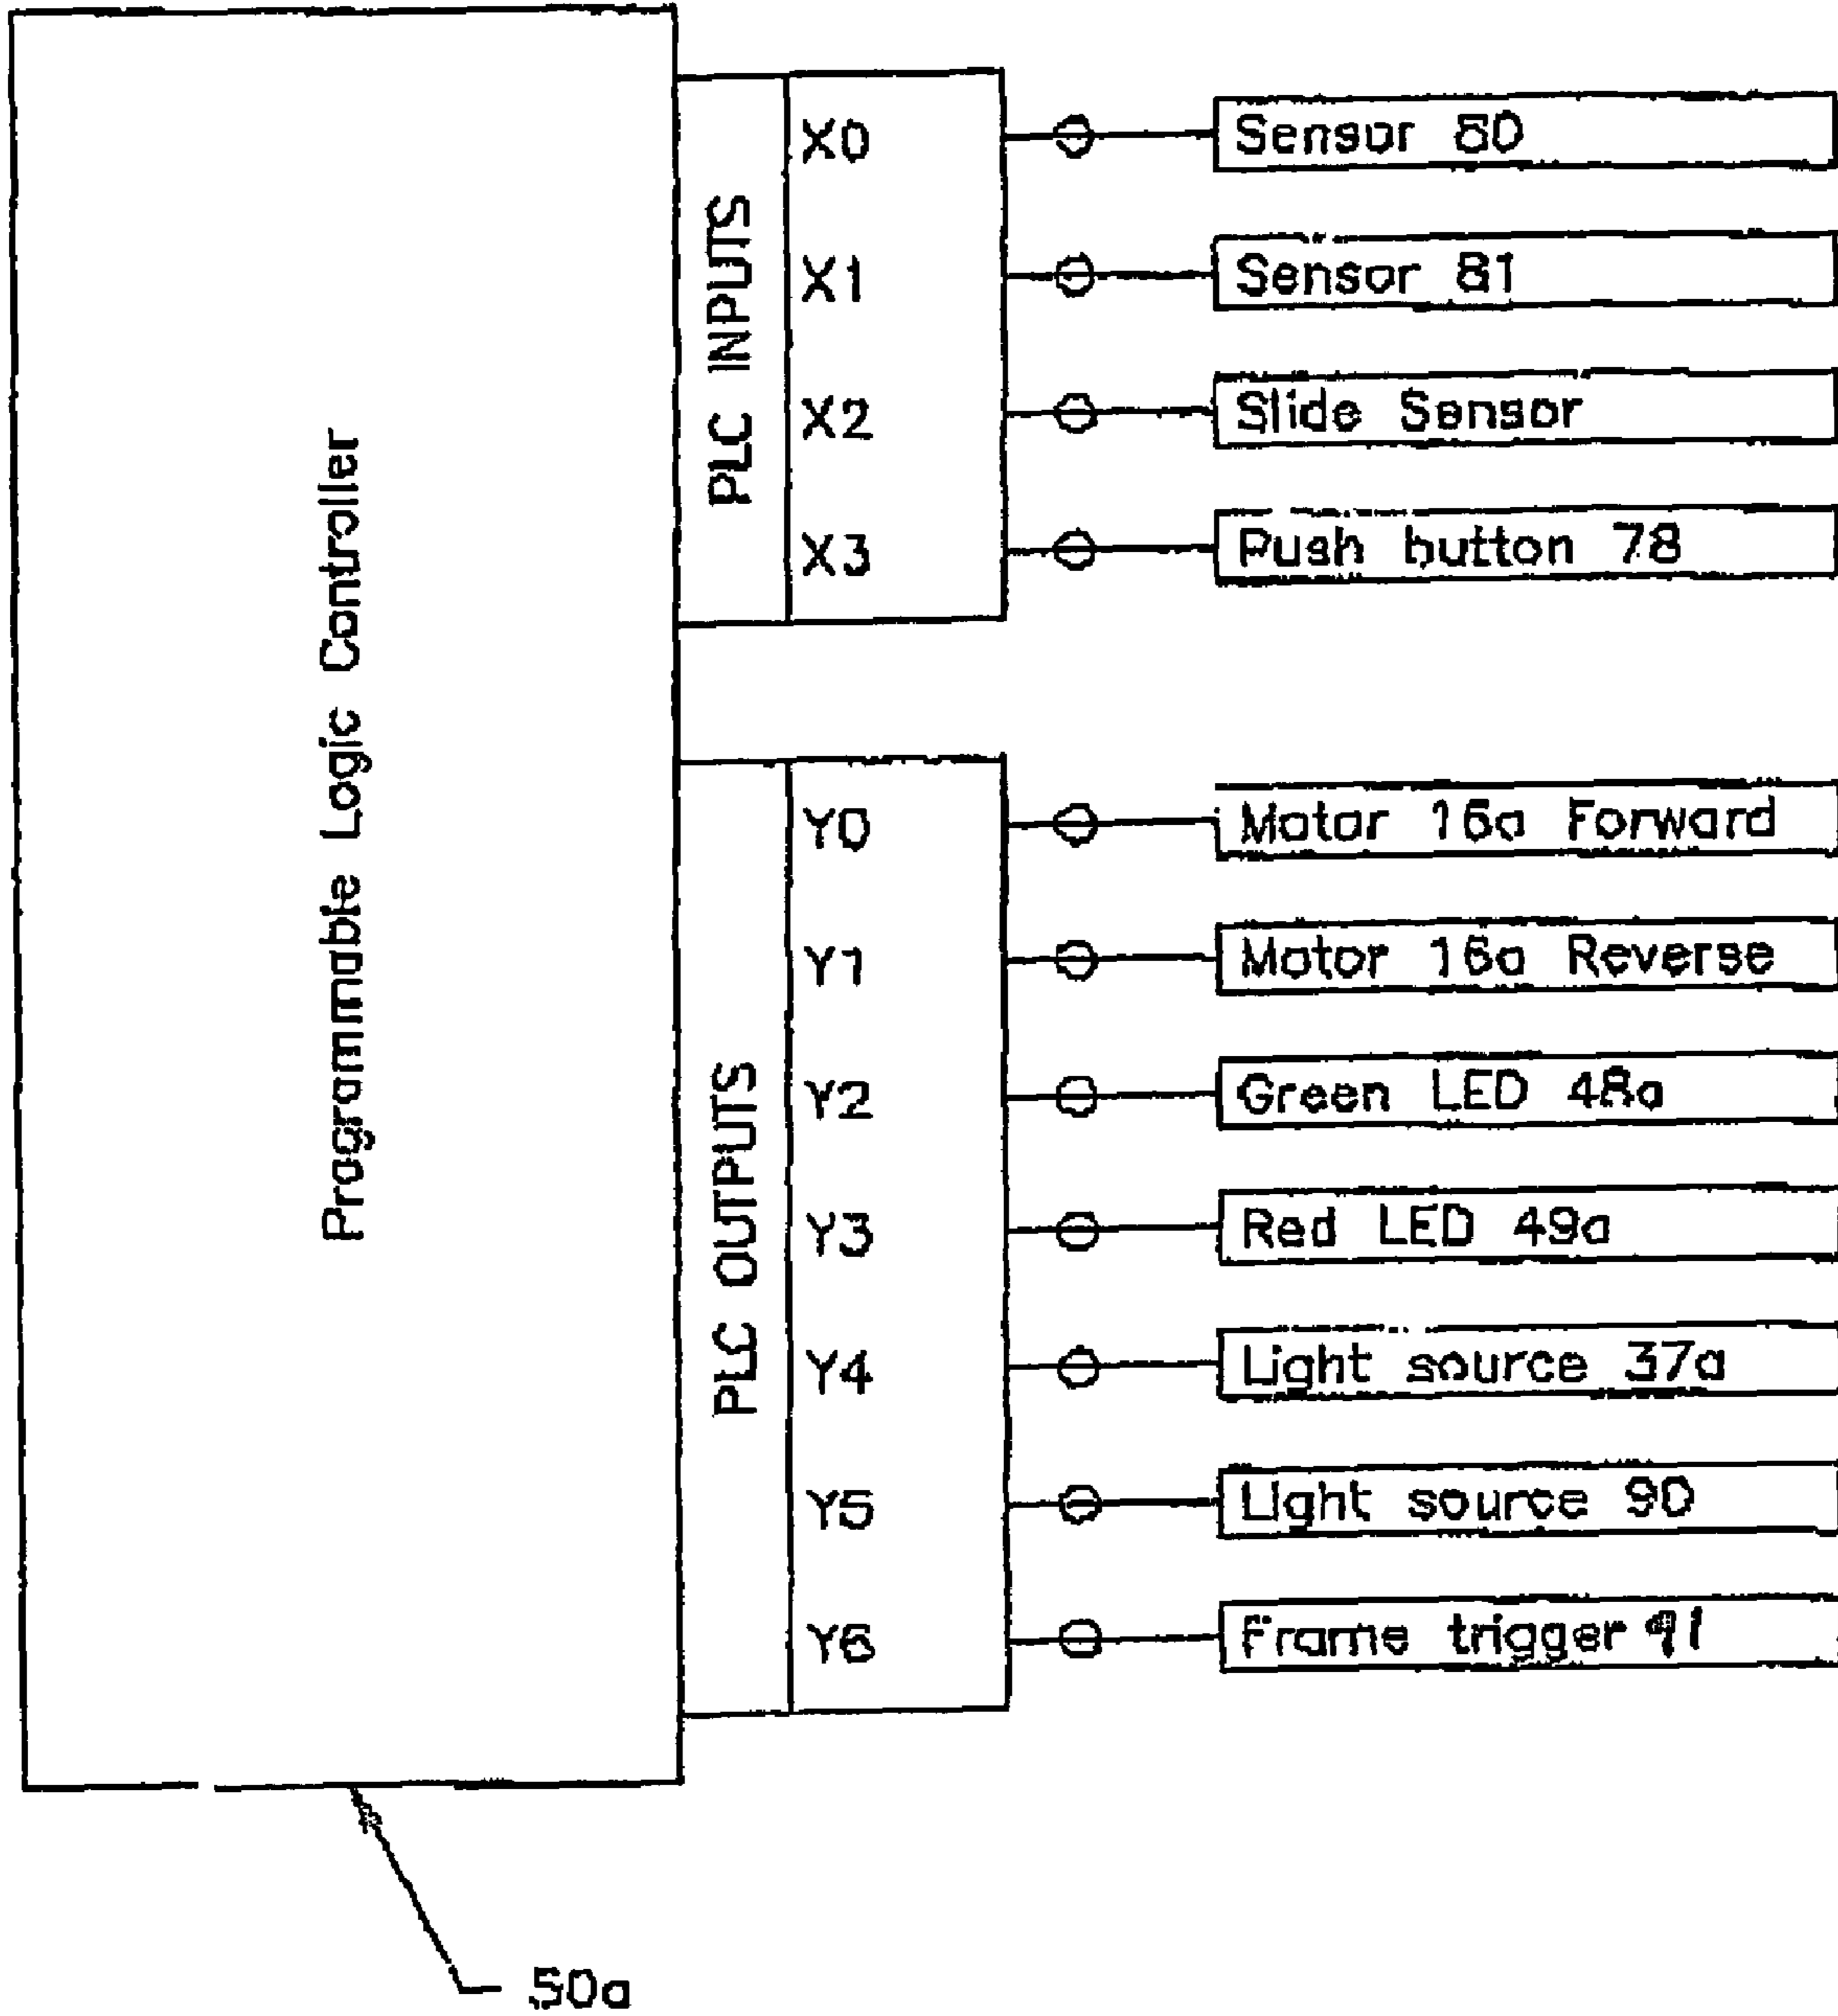 Programmable Logic Controller
PLC INPUTS
X0
Sensor 80
X1
Sensor 81
X2
Slide Sensor
X3
Push button 78
PLC OUTPUTS
Y0
Motor 16a Forward
Y1
Motor 16a Reverse
Y2
Green LED 48a
Y3
Red LED 49a
Y4
Light source 37a
Y5
Light source 90
Y6
Frame trigger 91
50a